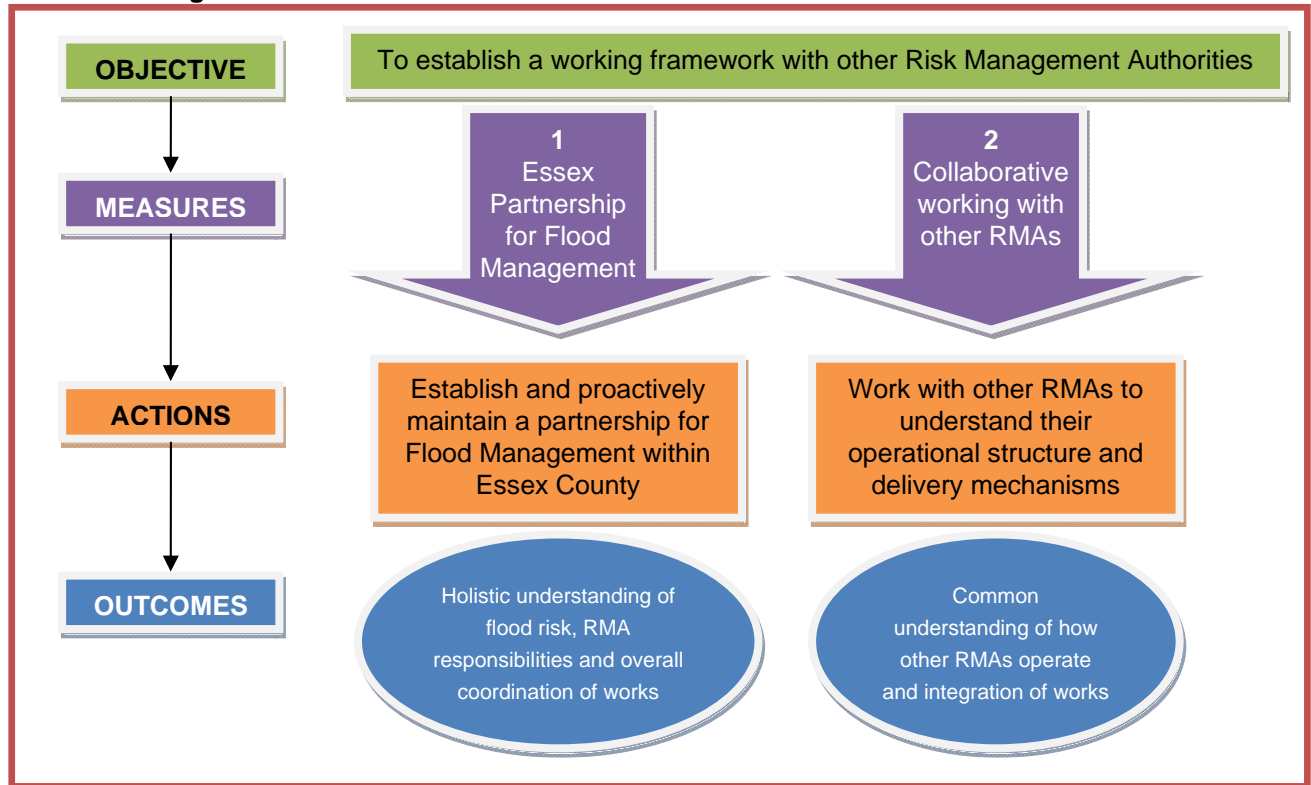 OBJECTIVE
To establish a working framework with other Risk Management Authorities
MEASURES
1
Essex
Partnership
for Flood
Management
2
Collaborative
working with
other RMAs
ACTIONS
Establish and proactively
maintain a partnership for
Flood Management within
Essex County
Work with other RMAs to
understand their
operational structure and
delivery mechanisms
OUTCOMES
Holistic understanding of
flood risk, RMA
responsibilities and overall
coordination of works
Common
understanding of how
other RMAs operate
and integration of works